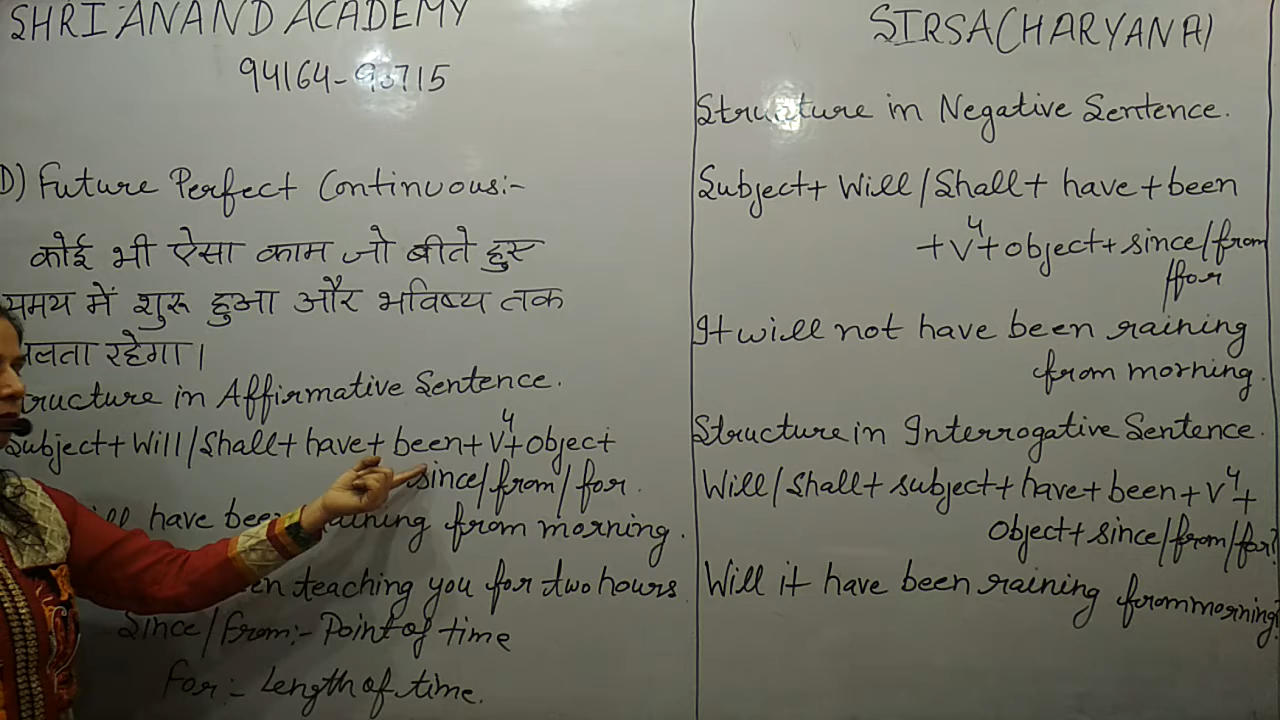 SHRI ANAND ACADEMY
94164-90715
D) Future Perfect Continuous:-
कोई भी ऐसा काम जो बीते हुए
समय में शुरू हुआ और भविष्य तक
चलता रहेगा।
Structure in Affirmative Sentence.
Subject+ Will/Shall+ have+ been+ V4+ object+
since/from/for.
will have been raining from morning.
been teaching you for two hours
Since/From:- Point of time
For:- Length of time.
SIRSA(HARYANA)
Structure in Negative Sentence.
Subject+ Will/Shall+ have+been
+V4+object+since/from
/for
It will not have been raining
from morning.
Structure in Interrogative Sentence.
Will/Shall+ subject+ have+ been+V4+
object+ since/from/for?
Will it have been raining from morning?